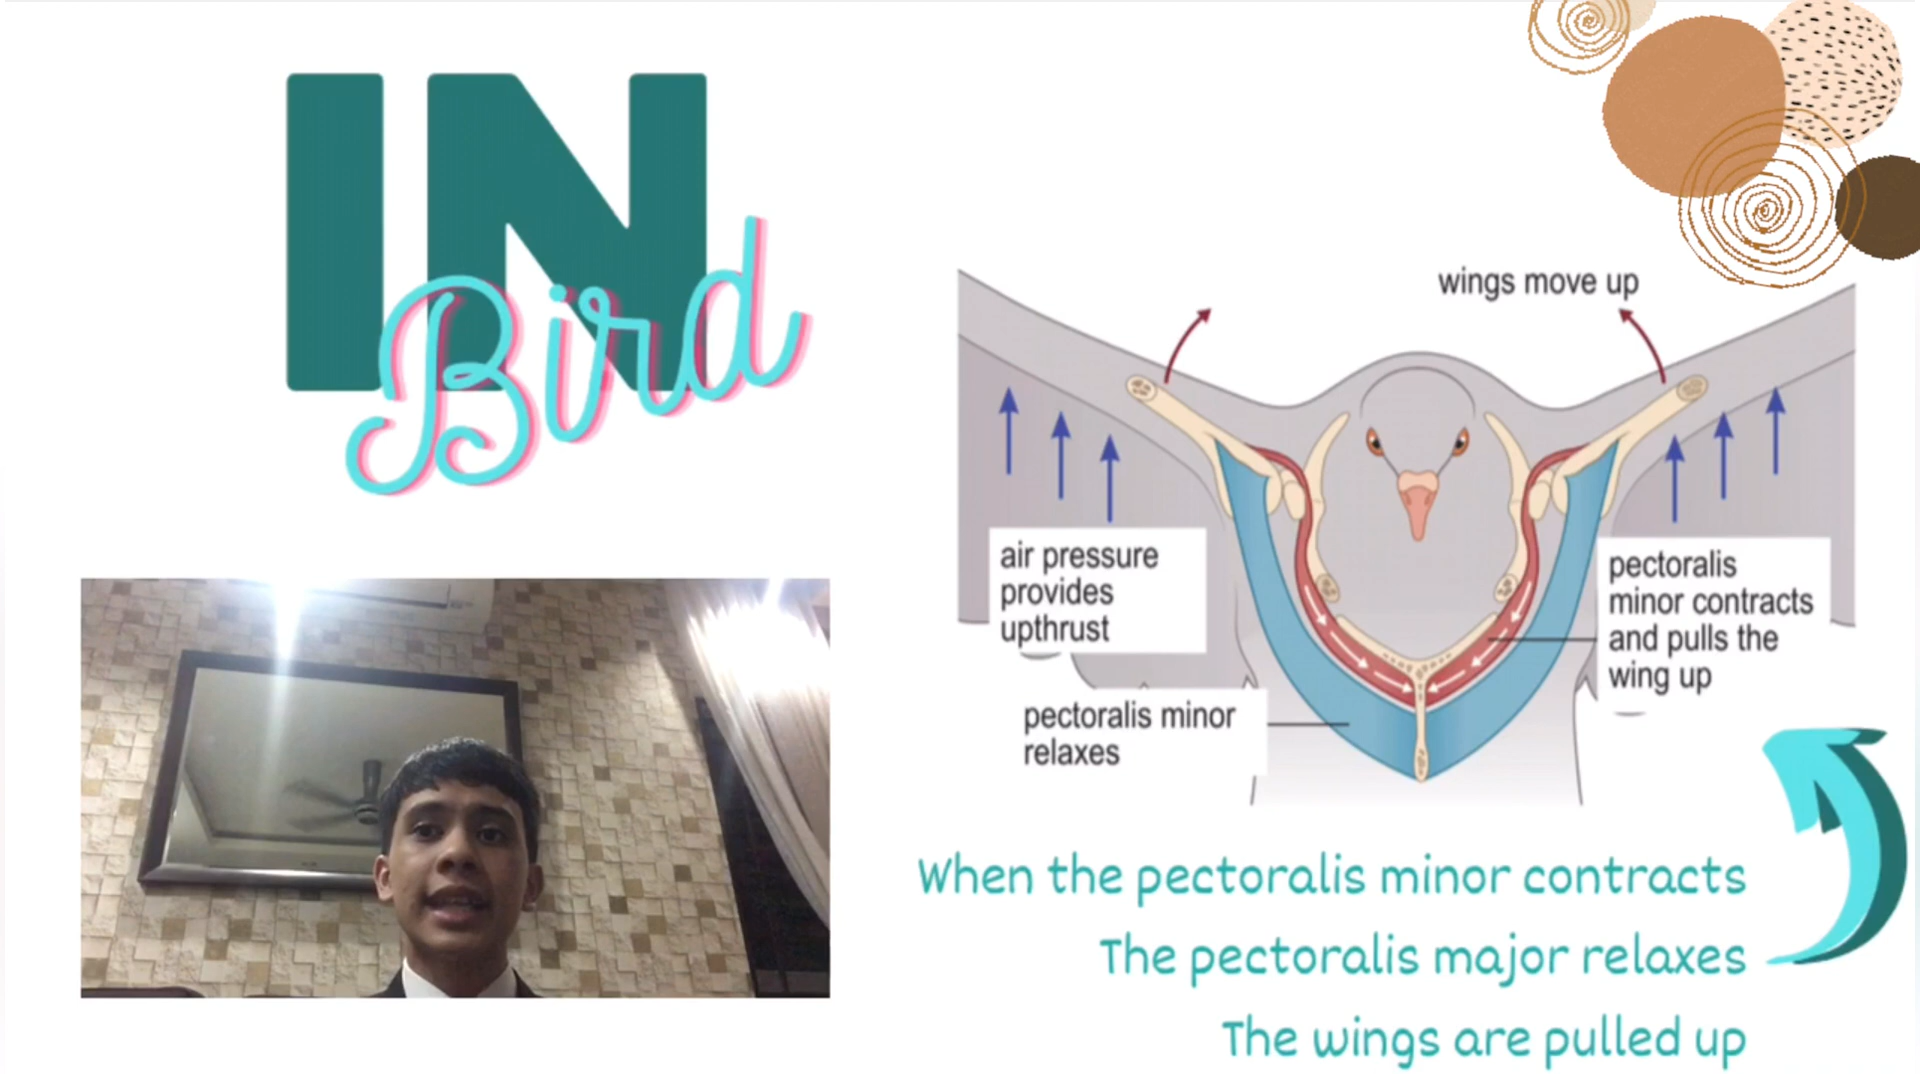 IN
Bird
wings move up
air pressure
provides
upthrust
pectoralis
minor contracts
and pulls the
wing up
pectoralis minor
relaxes
When the pectoralis minor contracts
The pectoralis major relaxes
The wings are pulled up